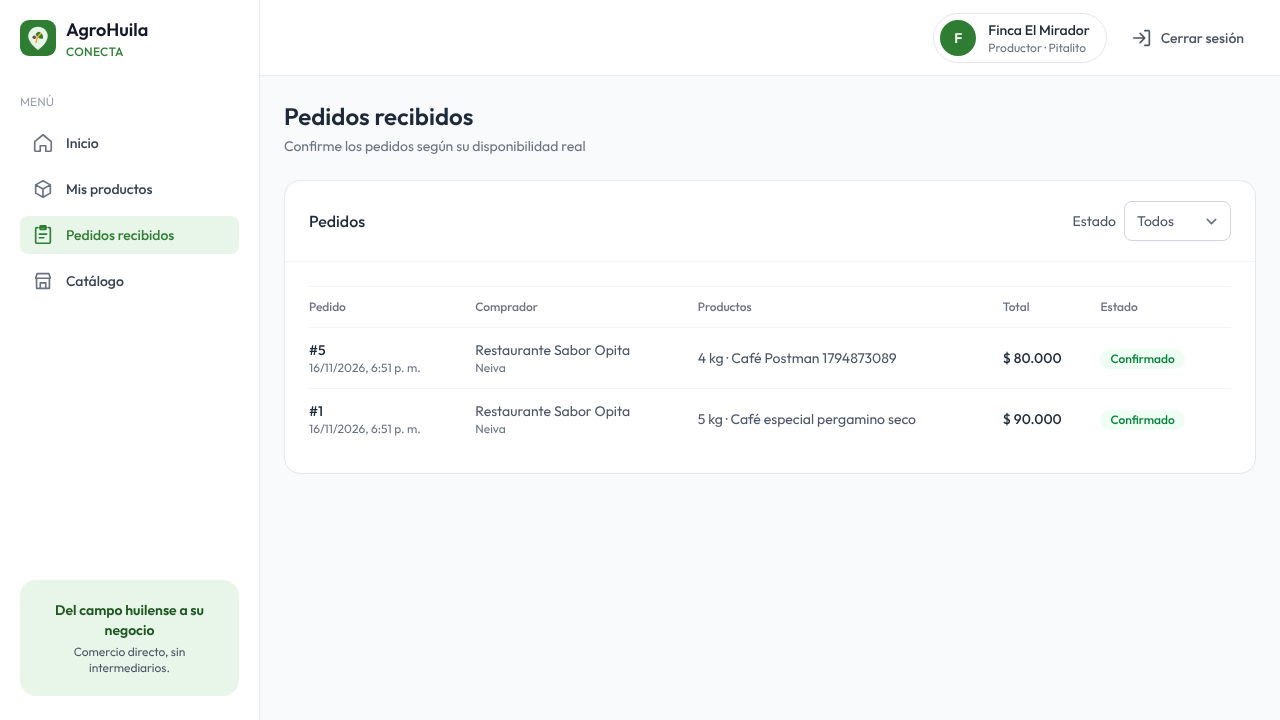 AgroHuila
CONECTA
MENÚ
Inicio
Mis productos
Pedidos recibidos
Catálogo
Del campo huilense a su
negocio
Comercio directo, sin
intermediarios.
F
Finca El Mirador
Productor · Pitalito
Cerrar sesión
Pedidos recibidos
Confirme los pedidos según su disponibilidad real
Pedidos
Estado
Todos
Pedido Comprador Productos Total Estado
#5 Restaurante Sabor Opita 4 kg · Café Postman 1794873089 $ 80.000 Confirmado
16/11/2026, 6:51 p. m. Neiva
#1 Restaurante Sabor Opita 5 kg · Café especial pergamino seco $ 90.000 Confirmado
16/11/2026, 6:51 p. m. Neiva